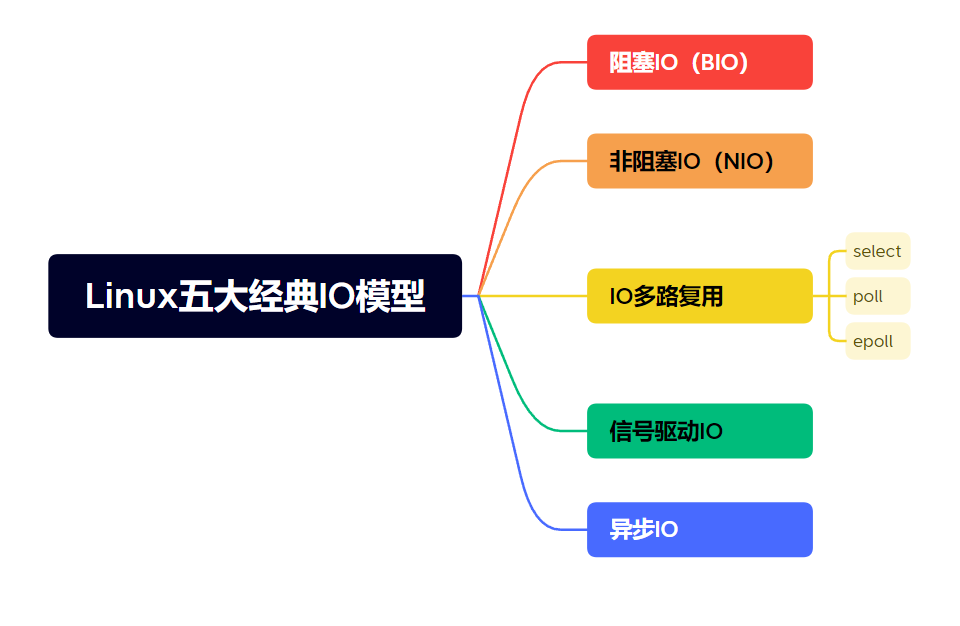 Linux五大经典IO模型
阻塞IO（BIO）
非阻塞IO（NIO）
IO多路复用
select
poll
epoll
信号驱动IO
异步IO